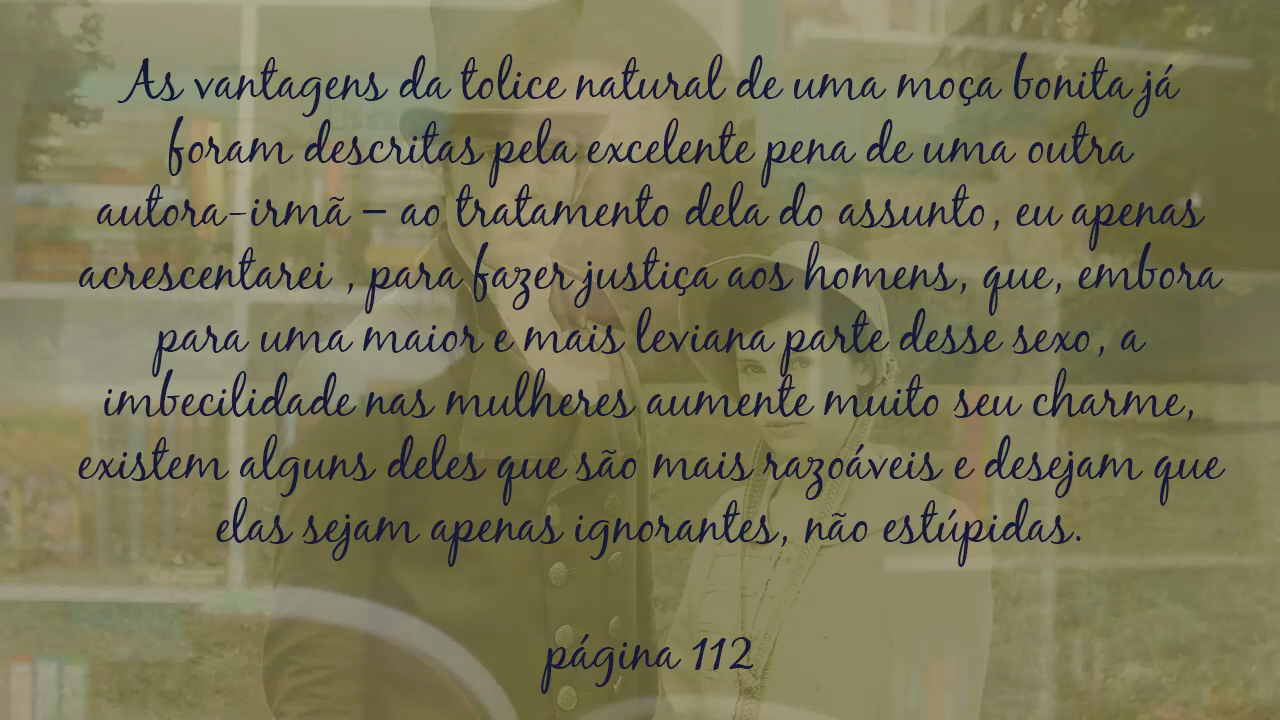 As vantagens da tolice natural de uma moça bonita já
foram descritas pela excelente pena de uma outra
autora-irmã – ao tratamento dela do assunto, eu apenas
acrescentarei , para fazer justiça aos homens, que, embora
para uma maior e mais leviana parte desse sexo, a
imbecilidade nas mulheres aumente muito seu charme,
existem alguns deles que são mais razoáveis e desejam que
elas sejam apenas ignorantes, não estúpidas.
página 112